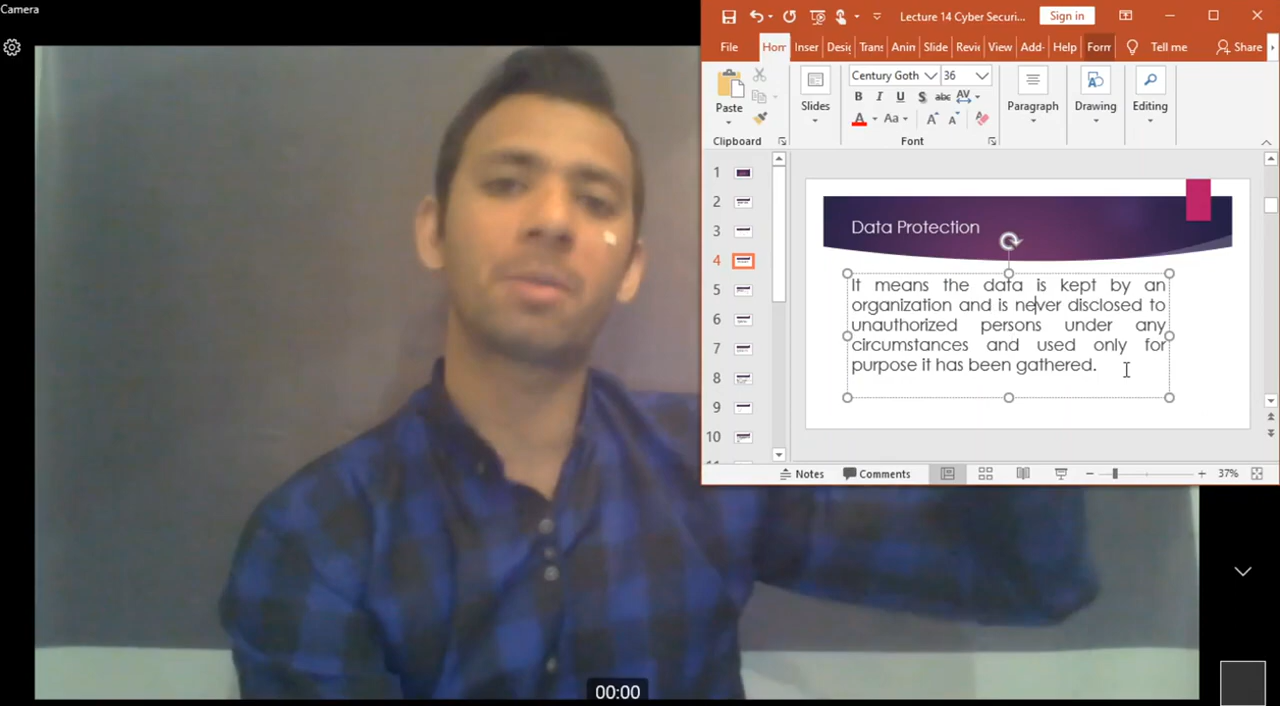 Camera
Lecture 14 Cyber Securi...
Sign in
File
Hom
Inser
Desig
Trans
Anin
Slide
Revi
View
Add-
Help
Form
Tell me
Share
Paste
Clipboard
Slides
Century Goth
36
B I U S abc AV
A Aa A A
Font
Paragraph
Drawing
Editing
1
2
3
4
5
6
7
8
9
10
Data Protection
It means the data is kept by an
organization and is never disclosed to
unauthorized persons under any
circumstances and used only for
purpose it has been gathered.
Notes
Comments
37%
00:00